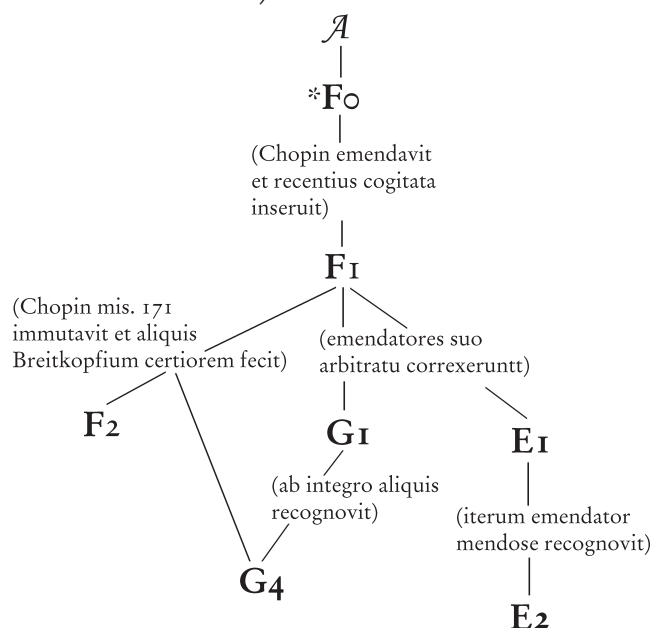 A
*F0
(Chopin emendavit
et recentius cogitata
inseruit)
F1
(Chopin mis. 171
immutavit et aliquis
Breitkopfium certiorem fecit)
(emendatores suo
arbitratu correxeruntt)
F2
G1
E1
(ab integro aliquis
recognovit)
(iterum emendator
mendose recognovit)
G4
E2